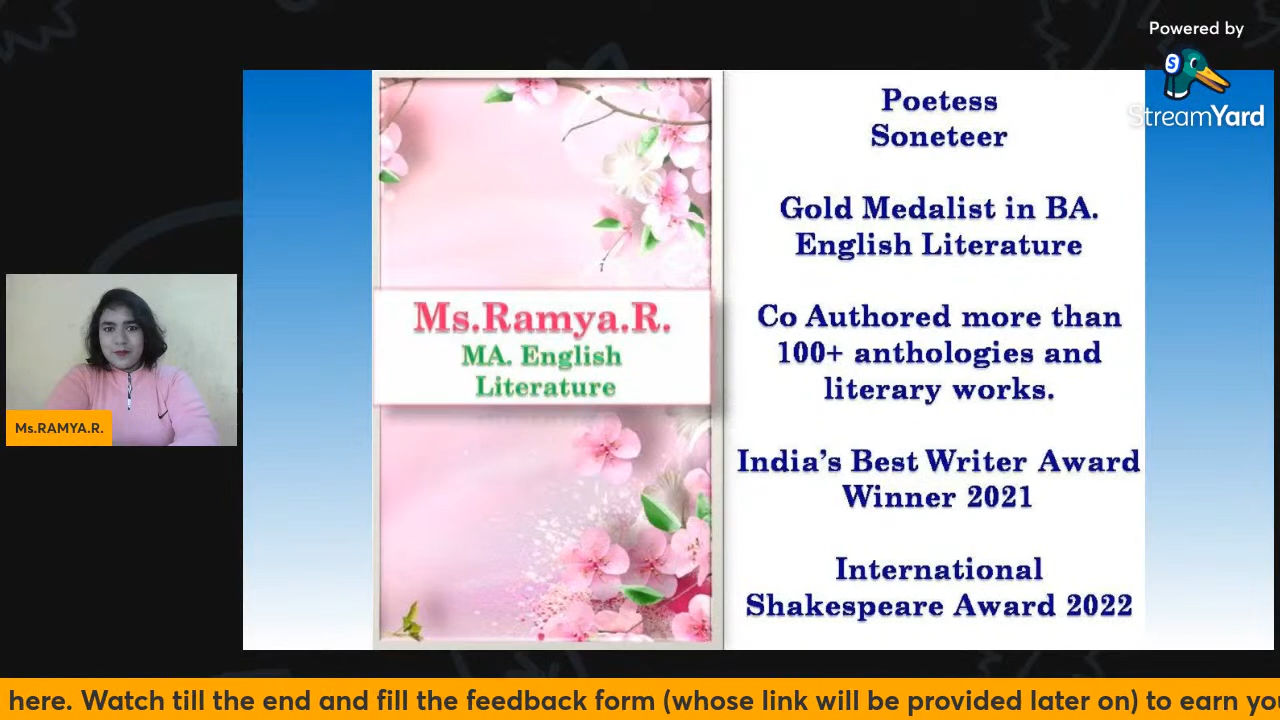 Powered by
StreamYard
Poetess
Soneteer
Gold Medalist in BA.
English Literature
Ms.Ramya.R.
MA. English
Literature
Co Authored more than
100+ anthologies and
literary works.
India's Best Writer Award
Winner 2021
International
Shakespeare Award 2022
Ms.RAMYA.R.
here. Watch till the end and fill the feedback form (whose link will be provided later on) to earn yo